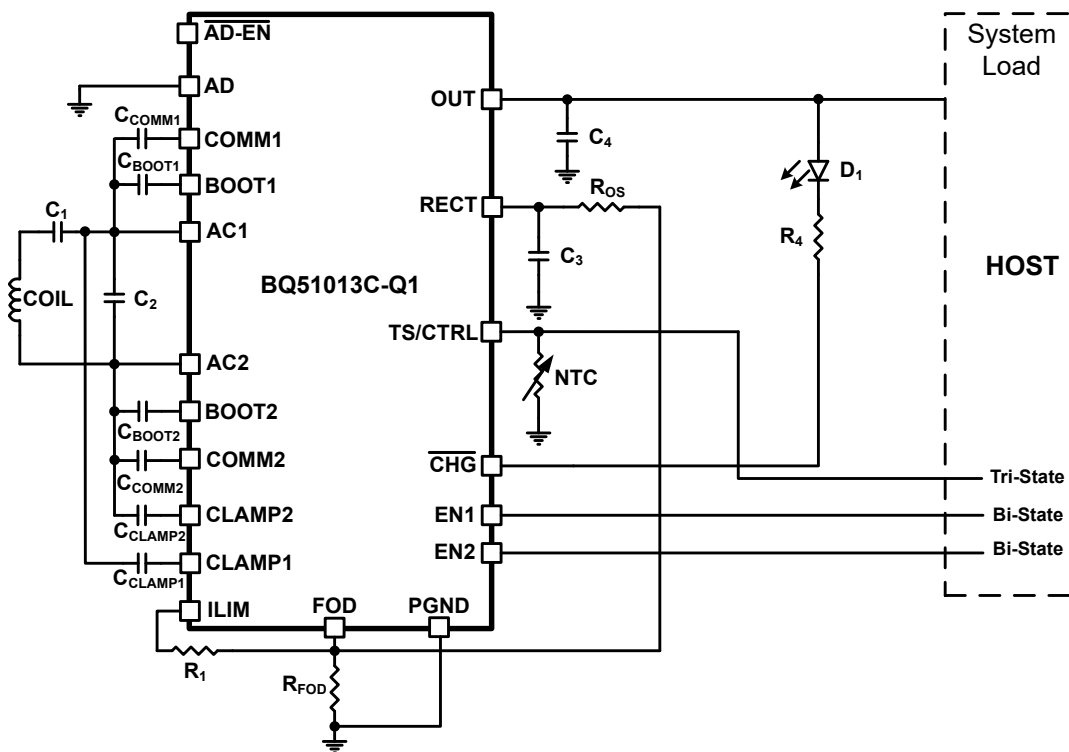 AD-EN
AD
COMM1
BOOT1
AC1
AC2
BOOT2
COMM2
CLAMP2
CLAMP1
ILIM
FOD
PGND
OUT
RECT
TS/CTRL
CHG
EN1
EN2
BQ51013C-Q1
CCOMM1
CBOOT1
C1
COIL
C2
CBOOT2
CCOMM2
CCLAMP2
CCLAMP1
R1
RFOD
C4
ROS
C3
NTC
D1
R4
System
Load
HOST
Tri-State
Bi-State
Bi-State